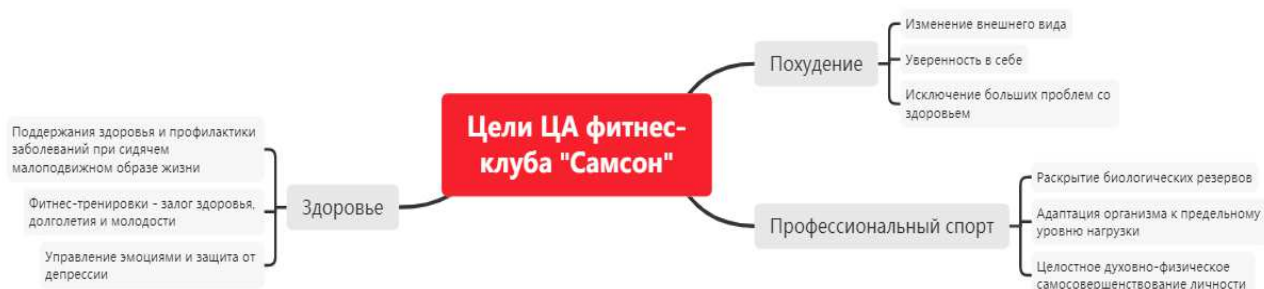 Цели ЦА фитнес-
клуба "Самсон"
Похудение
Изменение внешнего вида
Уверенность в себе
Исключение больших проблем со
здоровьем
Профессиональный спорт
Раскрытие биологических резервов
Адаптация организма к предельному
уровню нагрузки
Целостное духовно-физическое
самосовершенствование личности
Здоровье
Поддержания здоровья и профилактики
заболеваний при сидячем
малоподвижном образе жизни
Фитнес-тренировки - залог здоровья,
долголетия и молодости
Управление эмоциями и защита от
депрессии